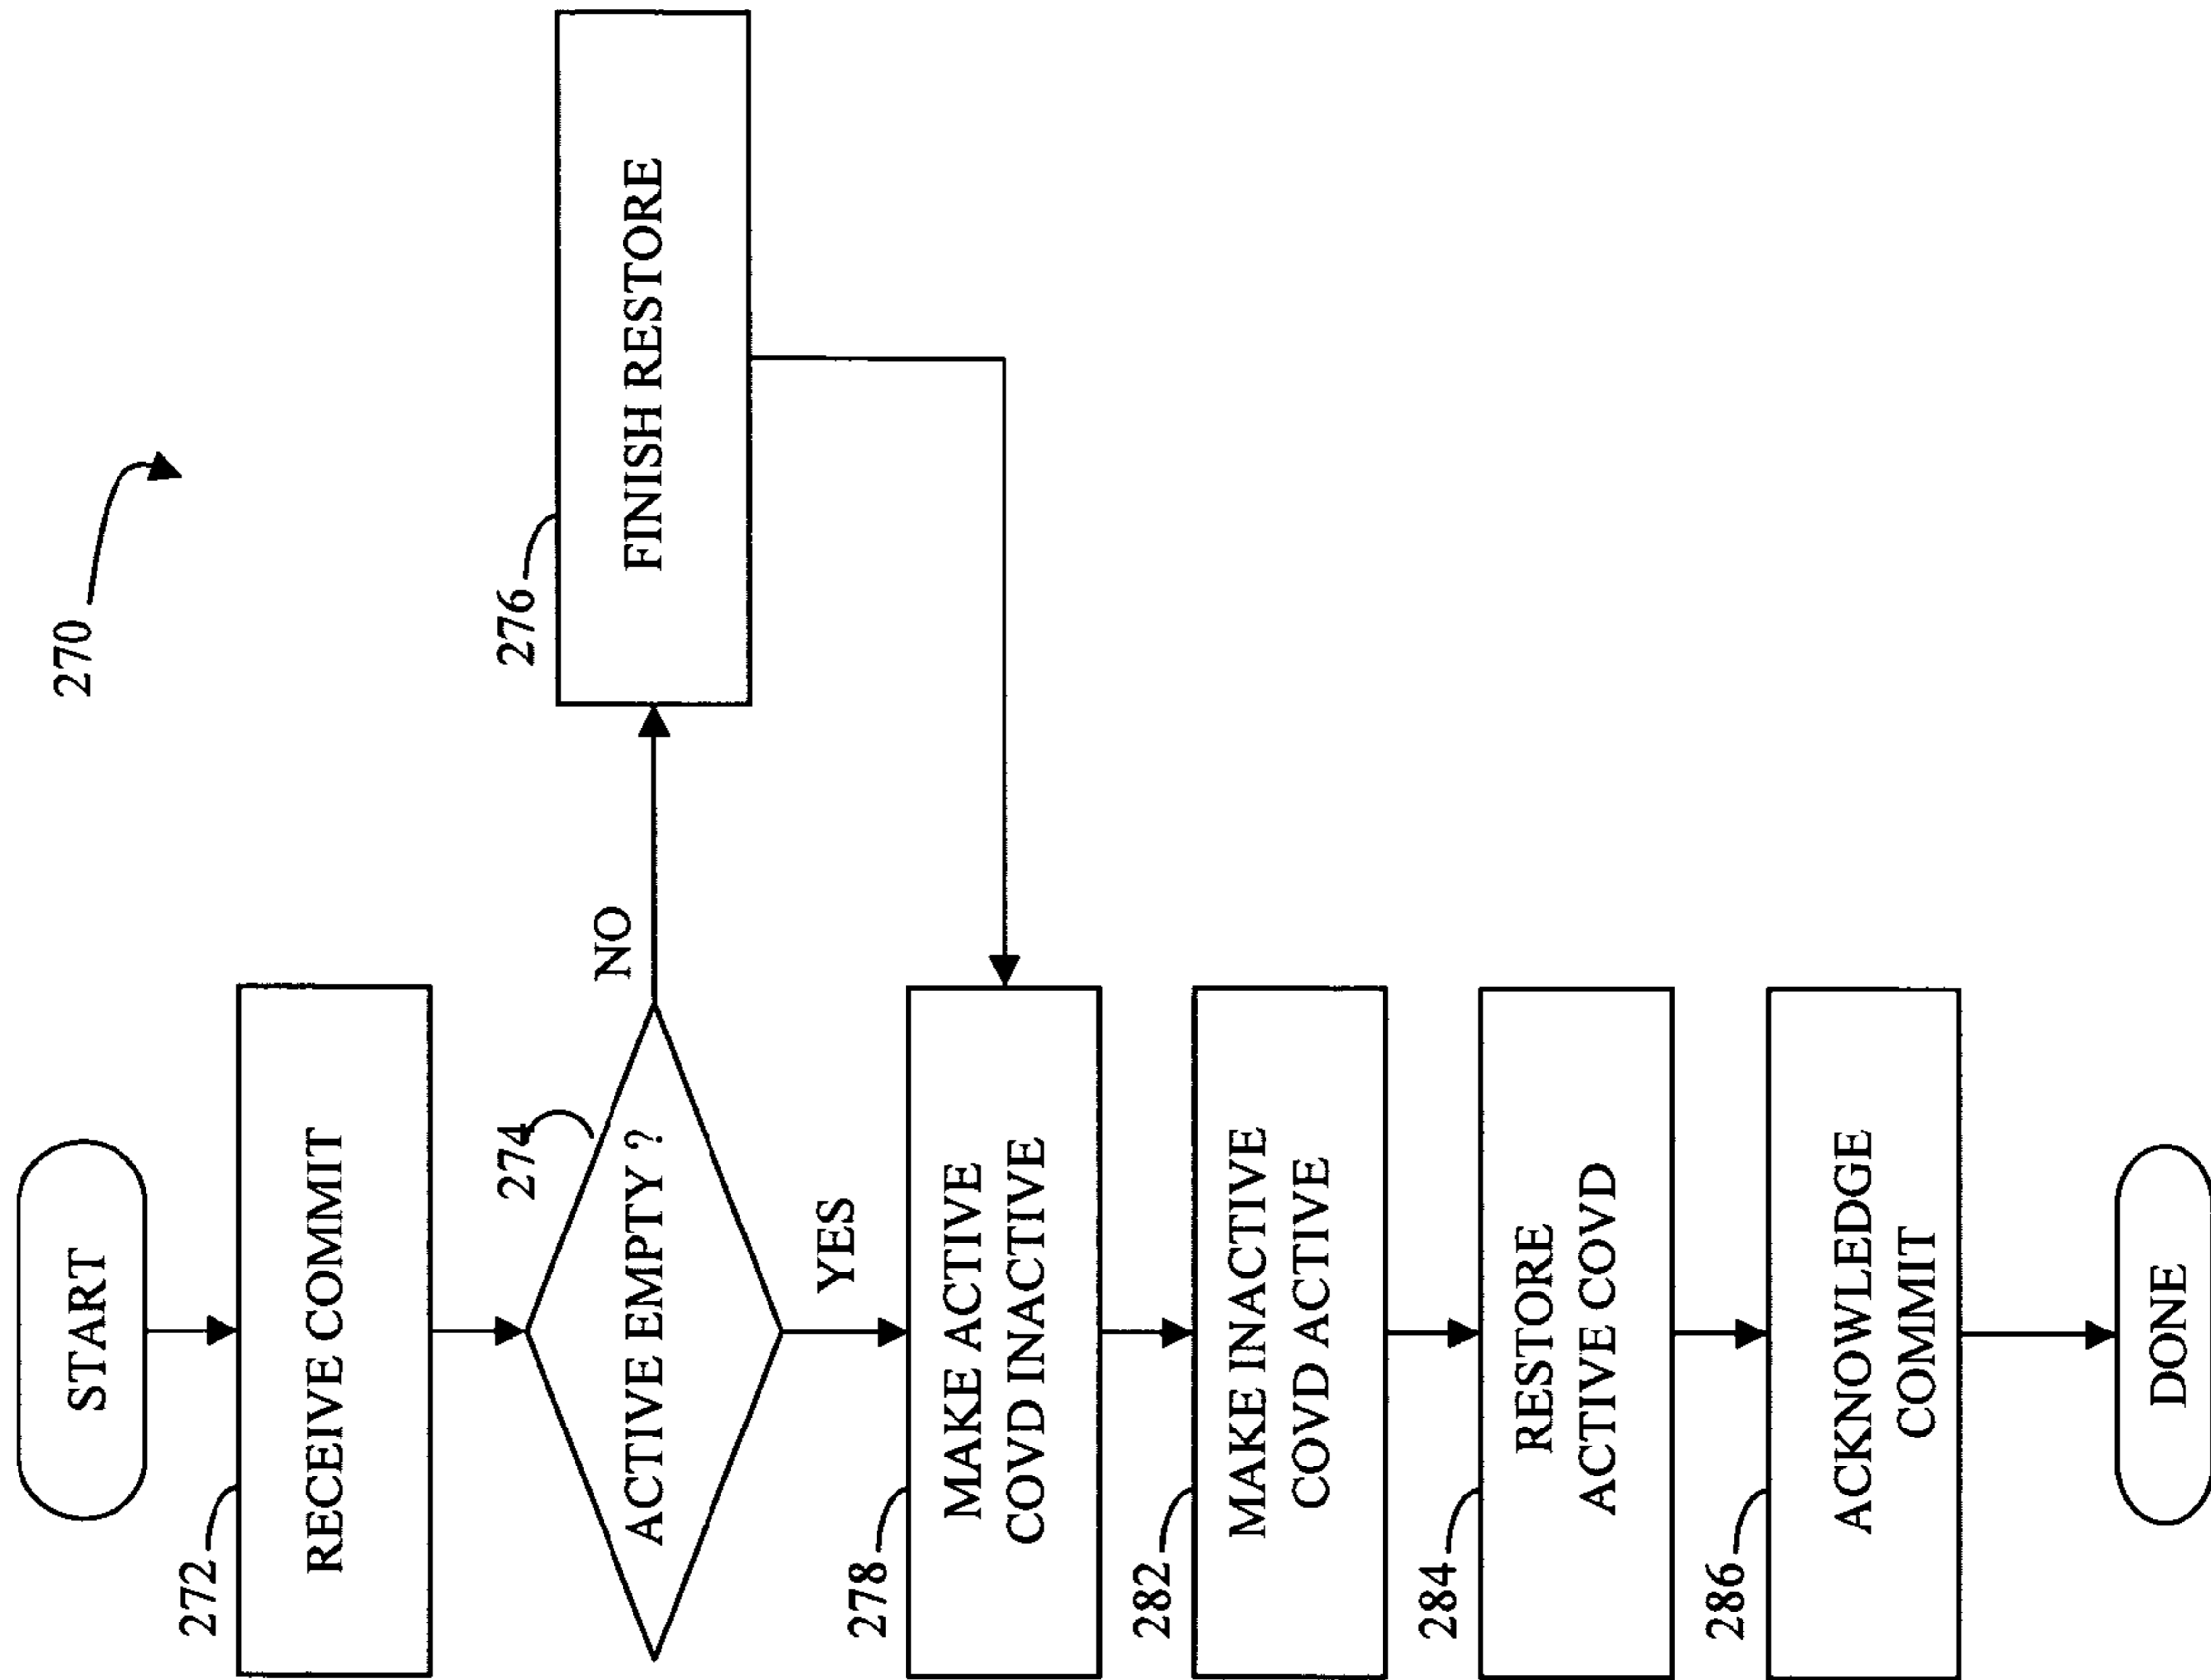 270
START
272
RECEIVE COMMIT
274
ACTIVE EMPTY ?
NO
276
FINISH RESTORE
YES
278
MAKE ACTIVE
COVD INACTIVE
282
MAKE INACTIVE
COVD ACTIVE
284
RESTORE
ACTIVE COVD
286
ACKNOWLEDGE
COMMIT
DONE